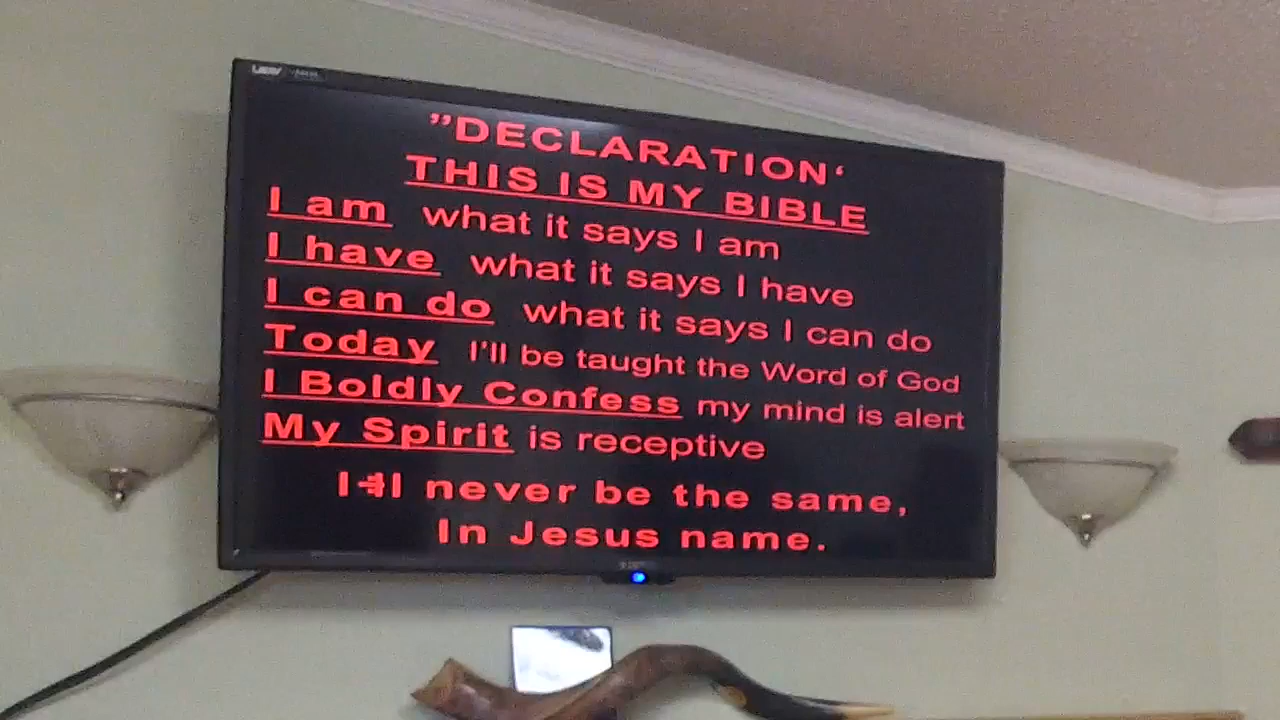 ”DECLARATION‘
THIS IS MY BIBLE
I am what it says I am
I have what it says I have
I can do what it says I can do
Today I'll be taught the Word of God
I Boldly Confess my mind is alert
My Spirit is receptive
I'll never be the same,
In Jesus name.